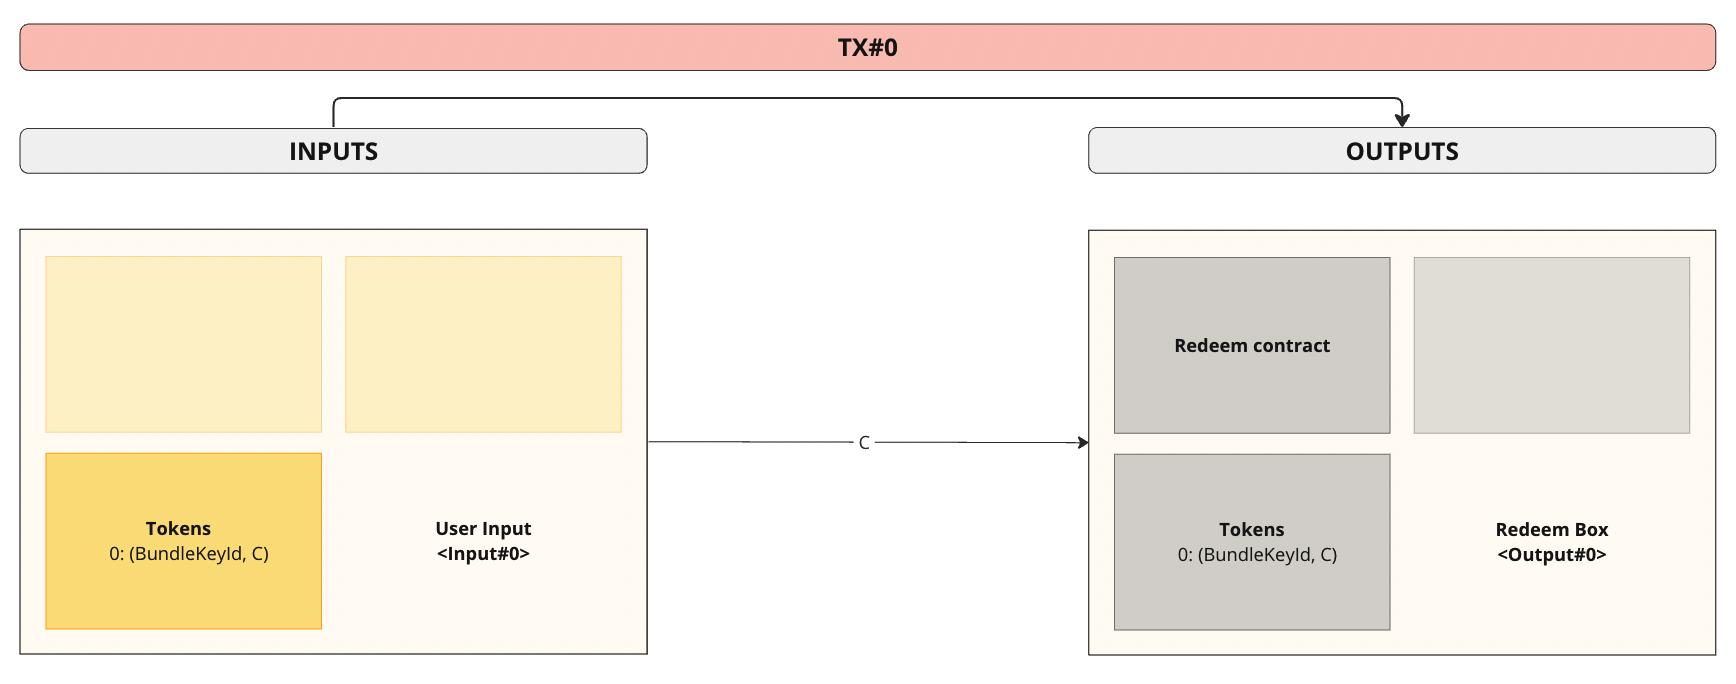 TX#0
INPUTS
OUTPUTS
Tokens
0: (BundleKeyId, C)
User Input
<Input#0>
C
Redeem contract
Tokens
0: (BundleKeyId, C)
Redeem Box
<Output#0>